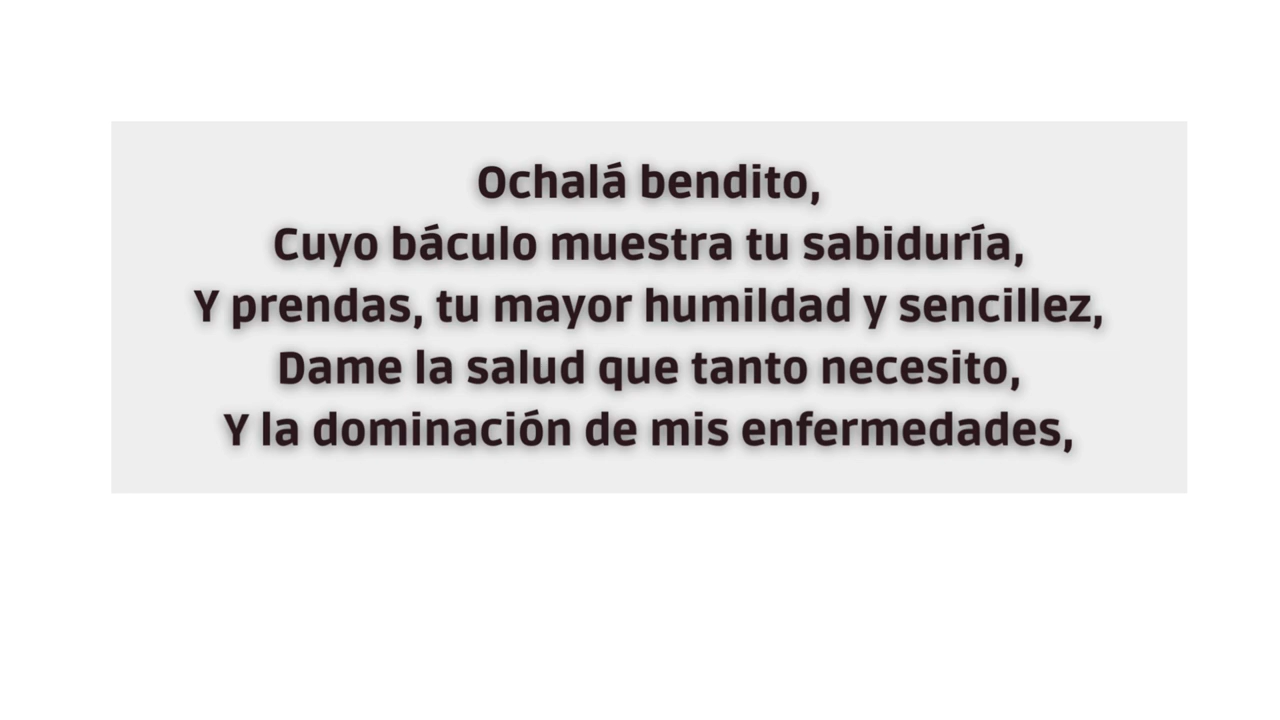 Ochalá bendito,
Cuyo báculo muestra tu sabiduría,
Y prendas, tu mayor humildad y sencillez,
Dame la salud que tanto necesito,
Y la dominación de mis enfermedades,